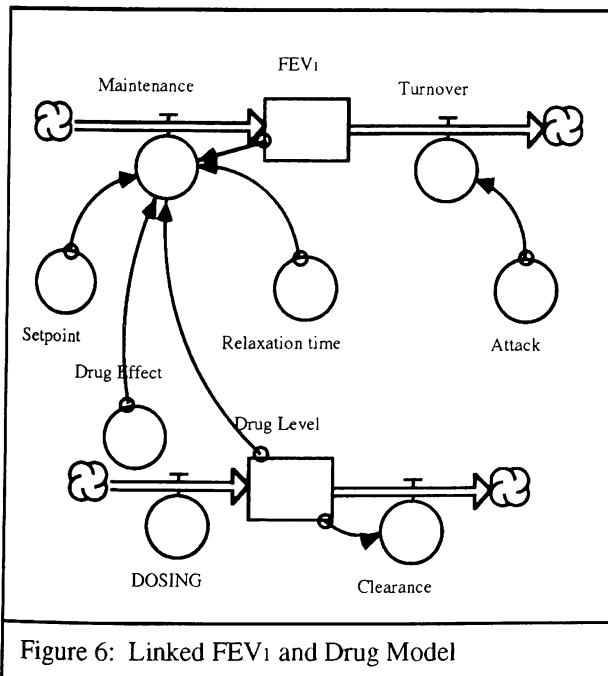 FEV1
Maintenance
Turnover
Setpoint
Relaxation time
Attack
Drug Effect
Drug Level
DOSING
Clearance
Figure 6: Linked FEV1 and Drug Model